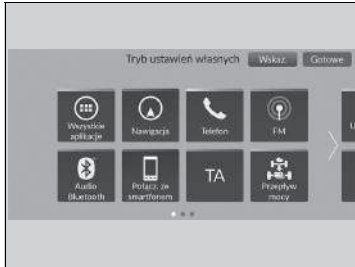 Tryb ustawień własnych Wskaż. Gotowe
Wszystkie
aplikacje
Nawigacja
Telefon
FM
Audio
Bluetooth
Połącz. ze
smartfonem
TA
Przepływ
mocy